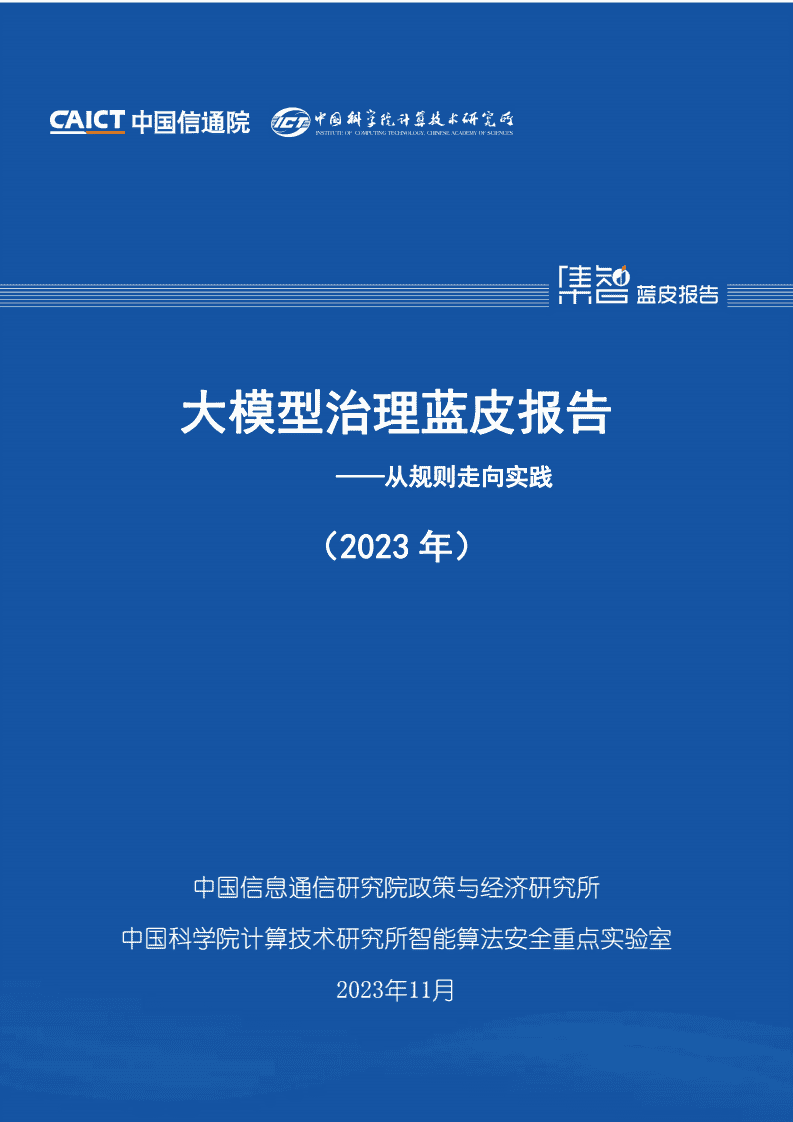 CAICT 中国信通院 ICT 中国科学院计算技术研究所
INSTITUTE OF COMPUTING TECHNOLOGY, CHINESE ACADEMY OF SCIENCES
集智 蓝皮报告
大模型治理蓝皮报告
——从规则走向实践
（2023 年）
中国信息通信研究院政策与经济研究所
中国科学院计算技术研究所智能算法安全重点实验室
2023年11月